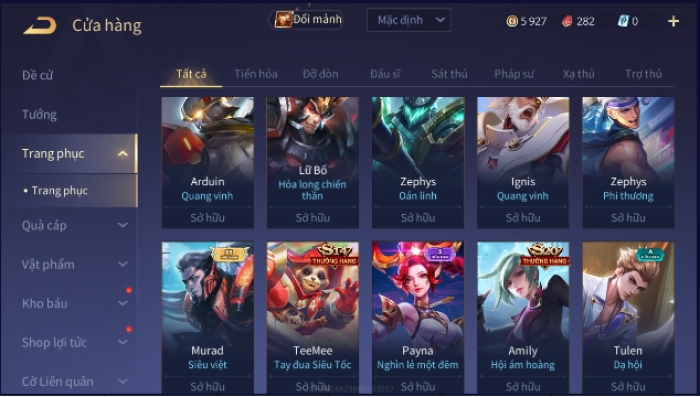 Cửa hàng
Đổi mảnh
Mặc định
5 927
282
0
+
Đề cử
Tướng
Trang phục
• Trang phục
Quà cáp
Vật phẩm
Kho báu
Shop lợi tức
Cờ Liên quân
Tất cả
Tiến hóa
Đỡ đòn
Đấu sĩ
Sát thủ
Pháp sư
Xạ thủ
Trợ thủ
Arduin
Quang vinh
Sở hữu
Lữ Bố
Hỏa long chiến
thần
Sở hữu
Zephys
Oán linh
Sở hữu
Ignis
Quang vinh
Sở hữu
Zephys
Phi thương
Sở hữu
Murad
Siêu việt
Sở hữu
THƯỢNG HẠNG
TeeMee
Tay đua Siêu Tốc
Sở hữu
Payna
Nghìn lẻ một đêm
Sở hữu
THƯỢNG HẠNG
Amily
Hội ám hoàng
Sở hữu
A
Tulen
Dạ hội
Sở hữu